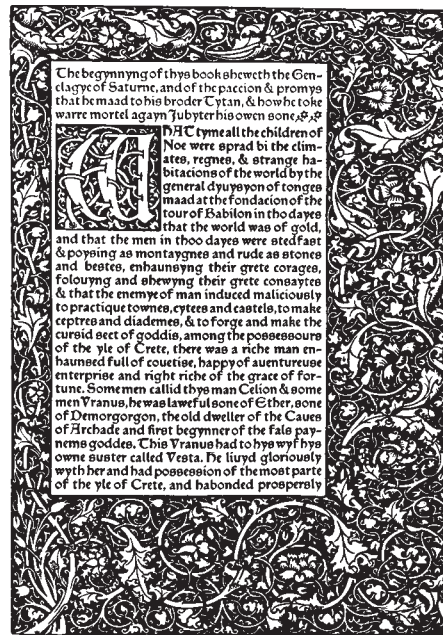 The begynnyng of thys book sheweth the Gen-
elagye of Saturne, and of the paccion & promys
that he maad to his broder Tytan, & how he toke
warre mortel agayn Jubyter his owen sone.
WHAT tyme all the children of
Noe were sprad bi the clim-
ates, regnes, & strange ha-
bitacions of the world by the
general dyuysyon of tonges
maad at the fondacion of the
tour of Babilon in tho dayes
that the world was of gold,
and that the men in thoo dayes were stedfast
& poysing as montaygnes and rude as stones
and bestes, enhaunsyng their grete corages,
folouyng and shewyng their grete consaytes
& that the enemye of man induced maliciously
to practique townes, cytees and castels, to make
ceptres and diademes, & to forge and make the
cursid sect of goddis, among the possessours
of the yle of Crete, there was a riche man en-
haunsed full of couetise, happy of auentureuse
enterprise and right riche of the grace of for-
tune. Some men callid thys man Celion & some
men Vranus, he was laweful sone of Ether, sone
of Demorgorgon, the old dweller of the Caues
of Archade and first begynner of the fals pay-
nems goddes. This Vranus had to hys wyf hys
owne suster called Vesta. He liuyd gloriously
wyth her and had possession of the most parte
of the yle of Crete, and habonded prosperly